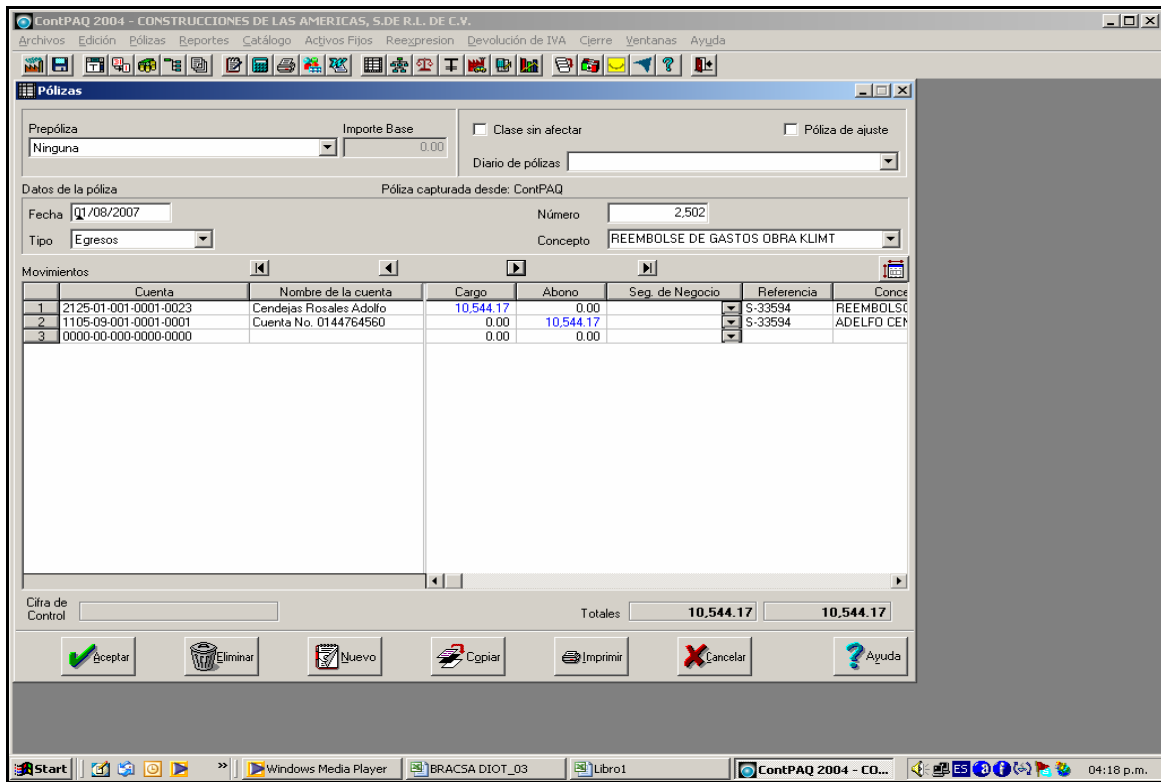 ContPAQ 2004 - CONSTRUCCIONES DE LAS AMERICAS, S.DE R.L. DE C.V.
Archivos Edición Pólizas Reportes Catálogo Activos Fijos Reexpresion Devolución de IVA Cierre Ventanas Ayuda
Pólizas
Prepóliza Importe Base
Ninguna 0.00
Clase sin afectar Póliza de ajuste
Diario de pólizas
Datos de la póliza Póliza capturada desde: ContPAQ
Fecha 01/08/2007 Número 2,502
Tipo Egresos Concepto REEMBOLSE DE GASTOS OBRA KLIMT
Movimientos
Cuenta Nombre de la cuenta Cargo Abono Seg. de Negocio Referencia Conce
1 2125-01-001-0001-0023 Cendejas Rosales Adolfo 10,544.17 0.00 S-33594 REEMBOLSO
2 1105-09-001-0001-0001 Cuenta No. 0144764560 0.00 10,544.17 S-33594 ADELFO CEN
3 0000-00-000-0000-0000 0.00 0.00
Cifra de Control Totales 10,544.17 10,544.17
Aceptar Eliminar Nuevo Copiar Imprimir Cancelar Ayuda
Start Windows Media Player BRACSA DIOT_03 Libro1 ContPAQ 2004 - CO... ES 04:18 p.m.